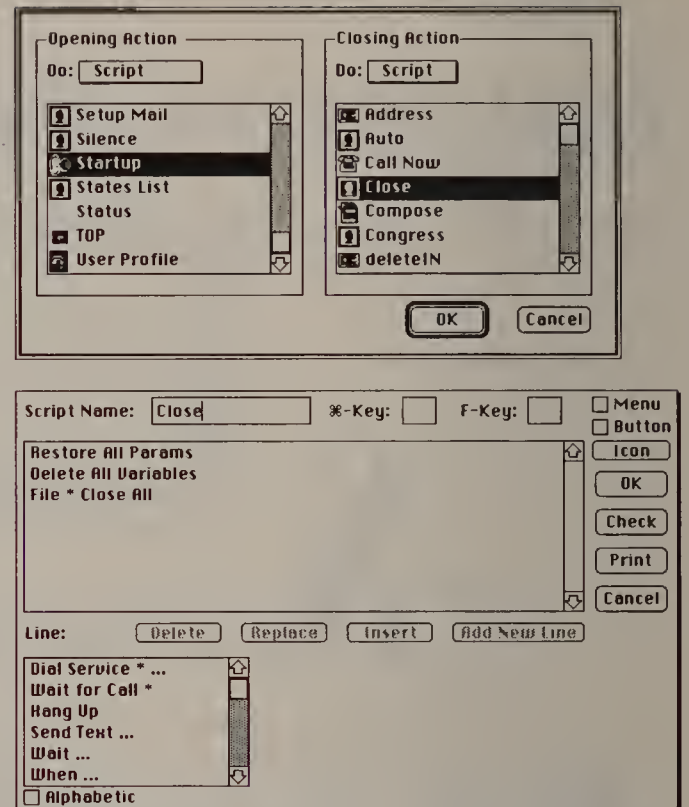 Opening Action
Do: Script
Setup Mail
Silence
Startup
States List
Status
TOP
User Profile
Closing Action
Do: Script
Address
Auto
Call Now
Close
Compose
Congress
deleteIN
OK
Cancel
Script Name: Close ⌘-Key: F-Key:
Menu
Button
Restore All Params
Delete All Variables
File * Close All
Icon
OK
Check
Print
Cancel
Line: Delete Replace Insert Add New Line
Dial Service * ...
Wait for Call *
Hang Up
Send Text ...
Wait ...
When ...
Alphabetic